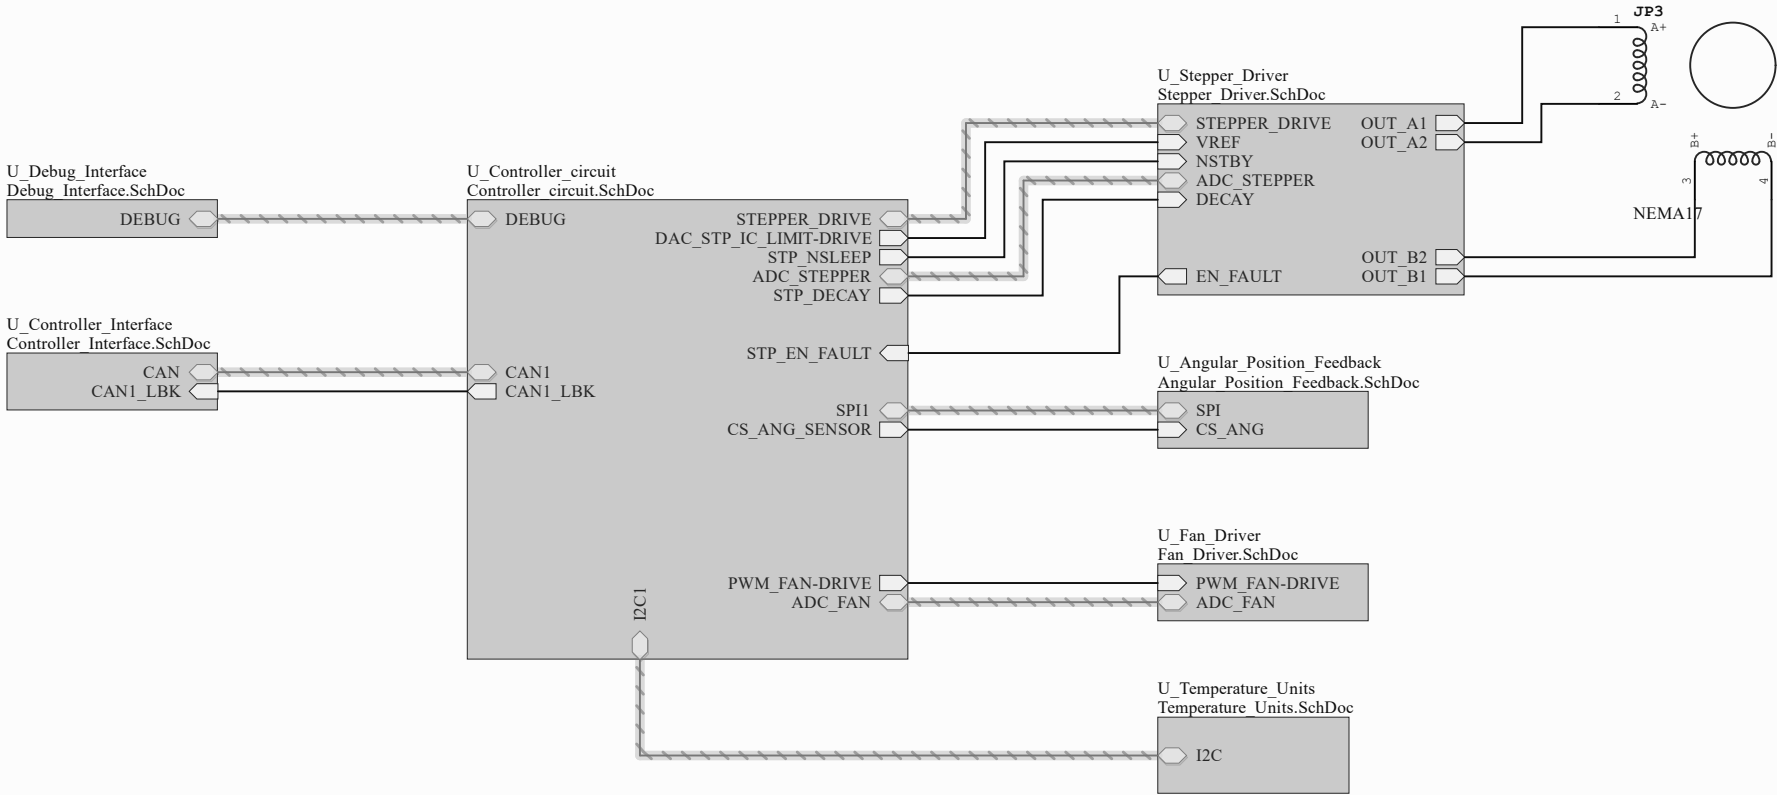 JP3
1
A+
2
A-
B+
B-
3
4
NEMA17
U_Stepper_Driver
Stepper_Driver.SchDoc
STEPPER_DRIVE
VREF
NSTBY
ADC_STEPPER
DECAY
EN_FAULT
OUT_A1
OUT_A2
OUT_B2
OUT_B1
U_Debug_Interface
Debug_Interface.SchDoc
DEBUG
U_Controller_circuit
Controller_circuit.SchDoc
DEBUG
STEPPER_DRIVE
DAC_STP_IC_LIMIT-DRIVE
STP_NSLEEP
ADC_STEPPER
STP_DECAY
STP_EN_FAULT
CAN1
CAN1_LBK
SPI1
CS_ANG_SENSOR
PWM_FAN-DRIVE
ADC_FAN
I2C1
U_Controller_Interface
Controller_Interface.SchDoc
CAN
CAN1_LBK
U_Angular_Position_Feedback
Angular_Position_Feedback.SchDoc
SPI
CS_ANG
U_Fan_Driver
Fan_Driver.SchDoc
PWM_FAN-DRIVE
ADC_FAN
U_Temperature_Units
Temperature_Units.SchDoc
I2C